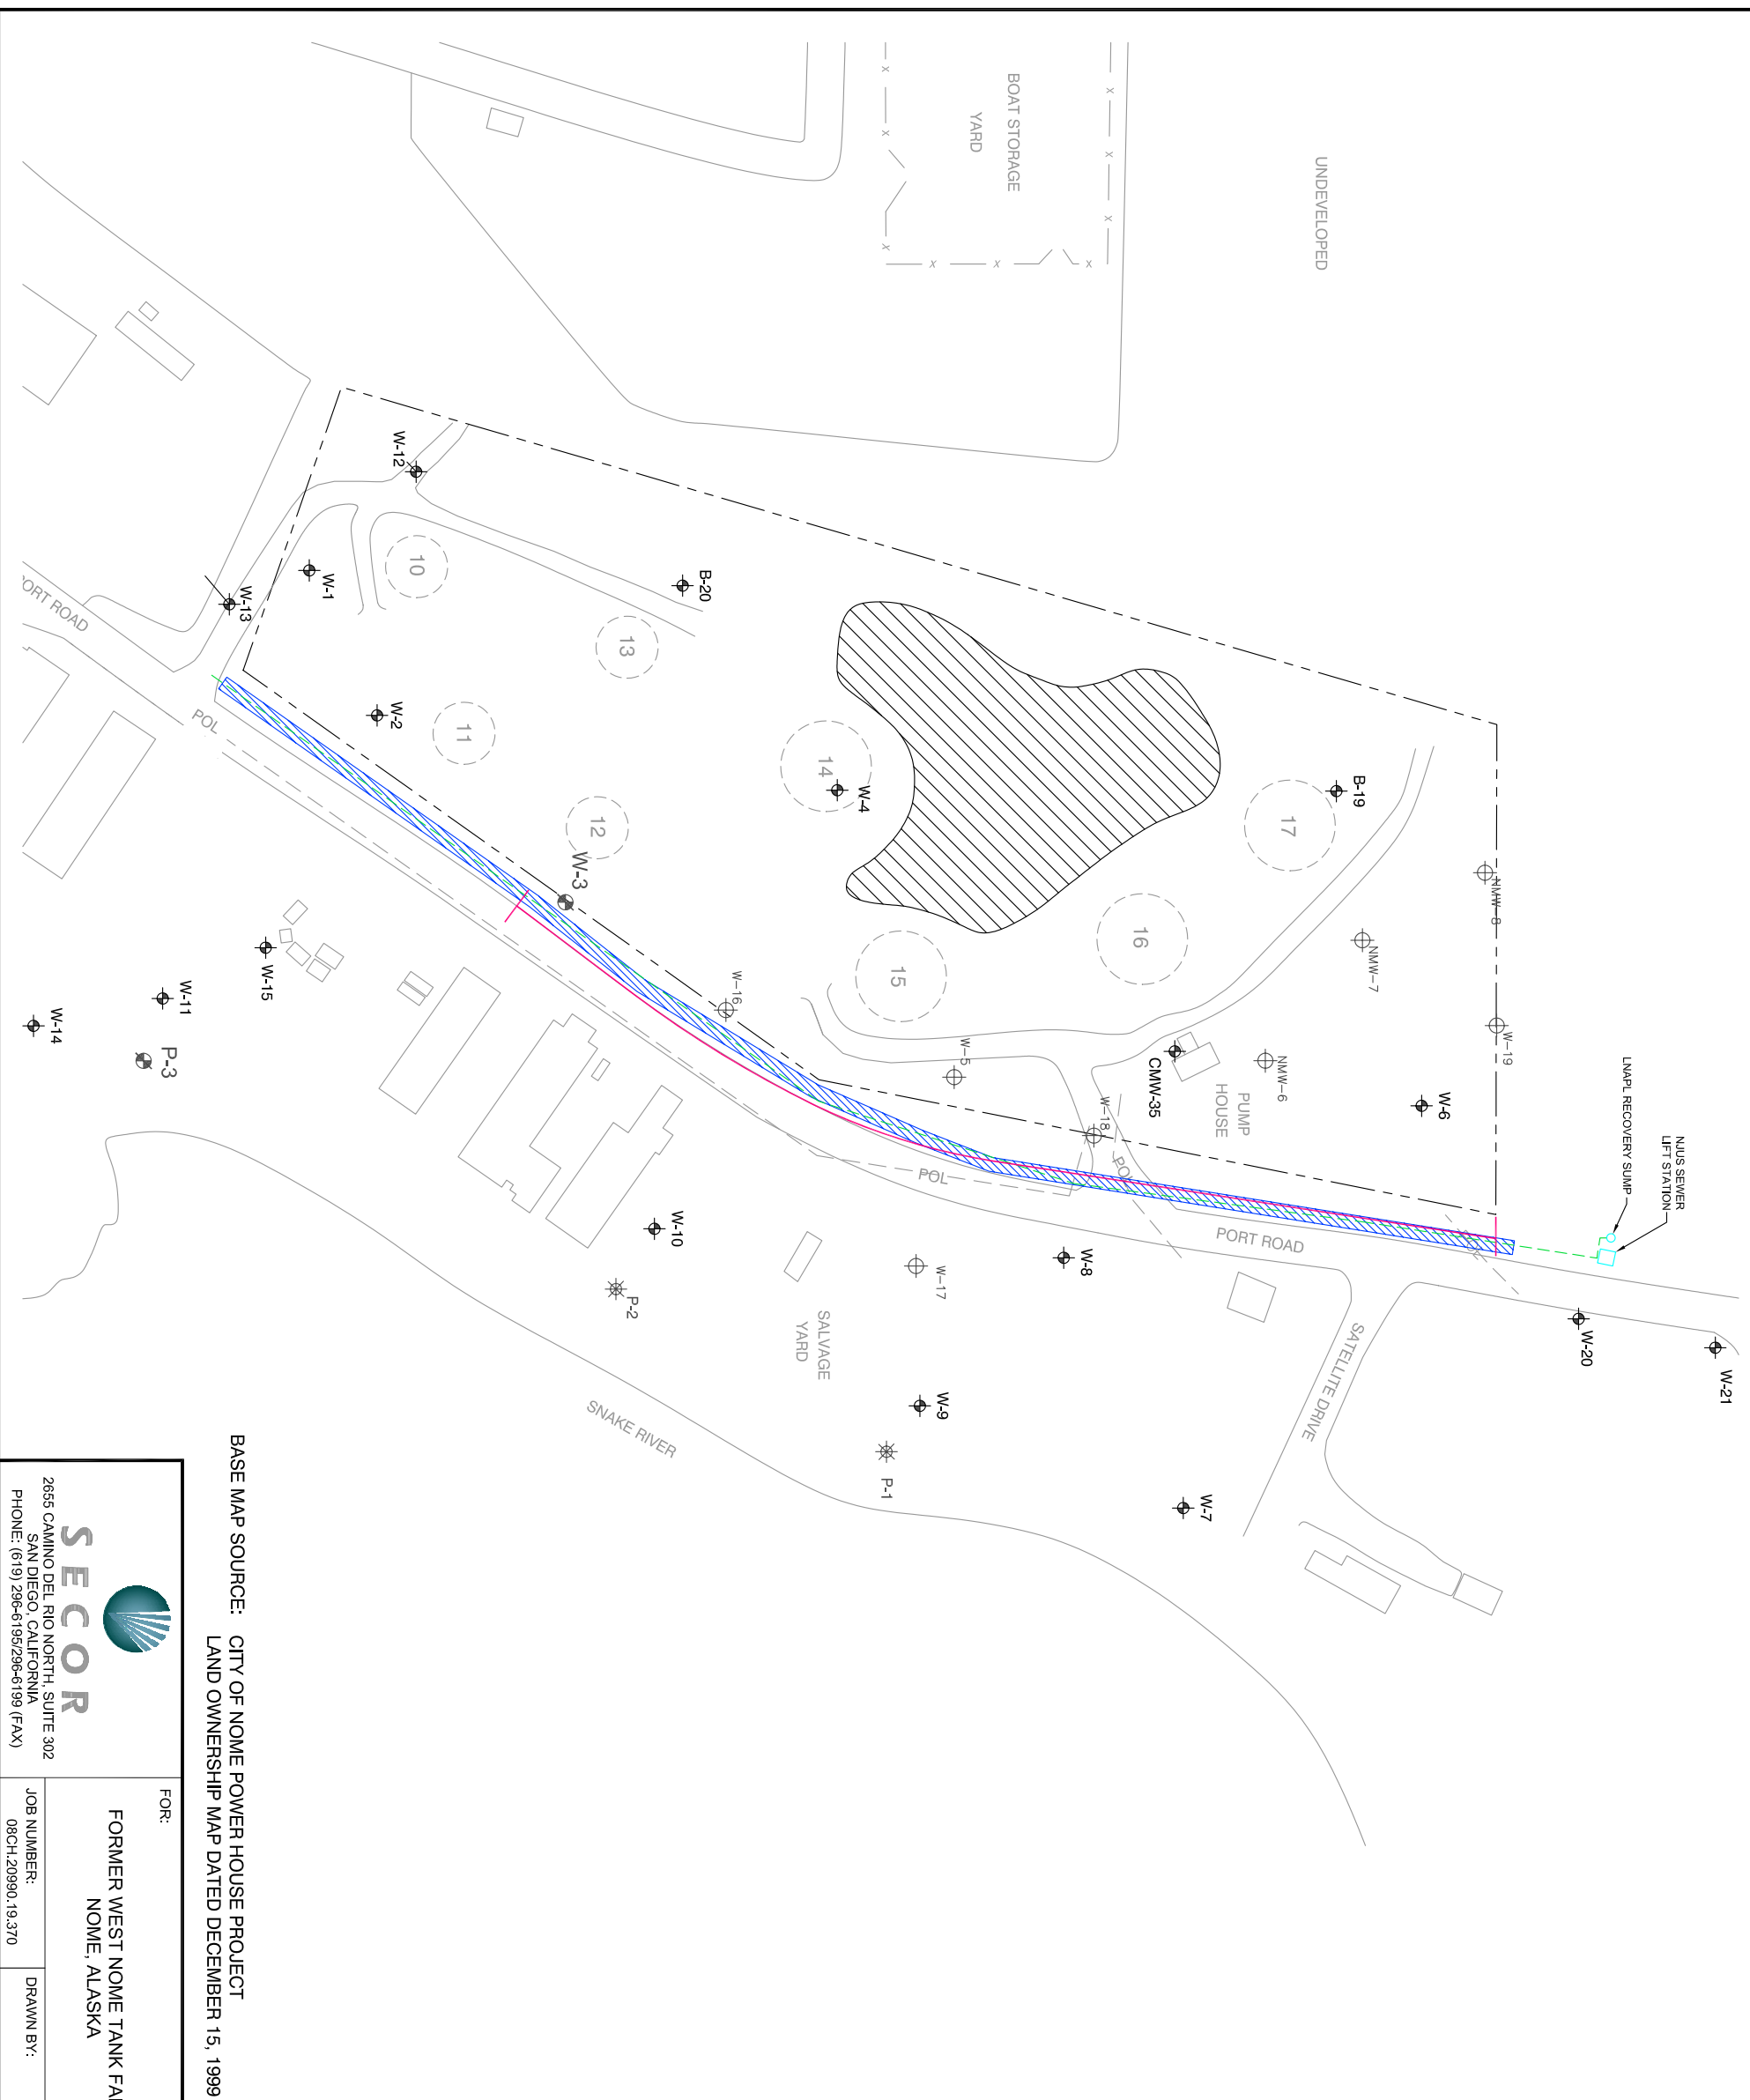 UNDEVELOPED
BOAT STORAGE
YARD
NJUS SEWER
LIFT STATION
LNAPL RECOVERY SUMP
W-21
W-20
W-19
NMW-8
NMW-7
NMW-6
B-19
W-6
W-7
PUMP
HOUSE
CMW-35
W-18
W-5
W-8
W-17
W-9
P-1
W-16
W-4
B-20
W-12
W-1
W-13
W-2
W-3
W-10
P-2
W-15
W-11
P-3
W-14
10
11
12
13
14
15
16
17
POL
POL
PORT ROAD
SATELLITE DRIVE
SALVAGE
YARD
SNAKE RIVER
ORT ROAD
BASE MAP SOURCE: CITY OF NOME POWER HOUSE PROJECT
LAND OWNERSHIP MAP DATED DECEMBER 15, 1999
SECOR
2655 CAMINO DEL RIO NORTH, SUITE 302
SAN DIEGO, CALIFORNIA
PHONE: (619) 296-6195/296-6199 (FAX)
FOR:
FORMER WEST NOME TANK FA
NOME, ALASKA
JOB NUMBER:
08CH.20990.19.370
DRAWN BY: